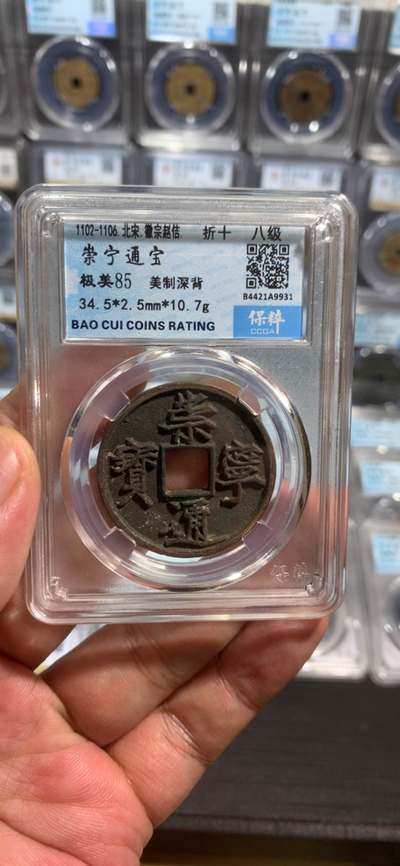 1102-1106.北宋.徽宗赵佶. 折十 八级
崇宁通宝
极美85 美制深背
34.5*2.5mm*10.7g
BAO CUI COINS RATING
B4421A9931
保粹
CCGA
崇
寶 寧
通